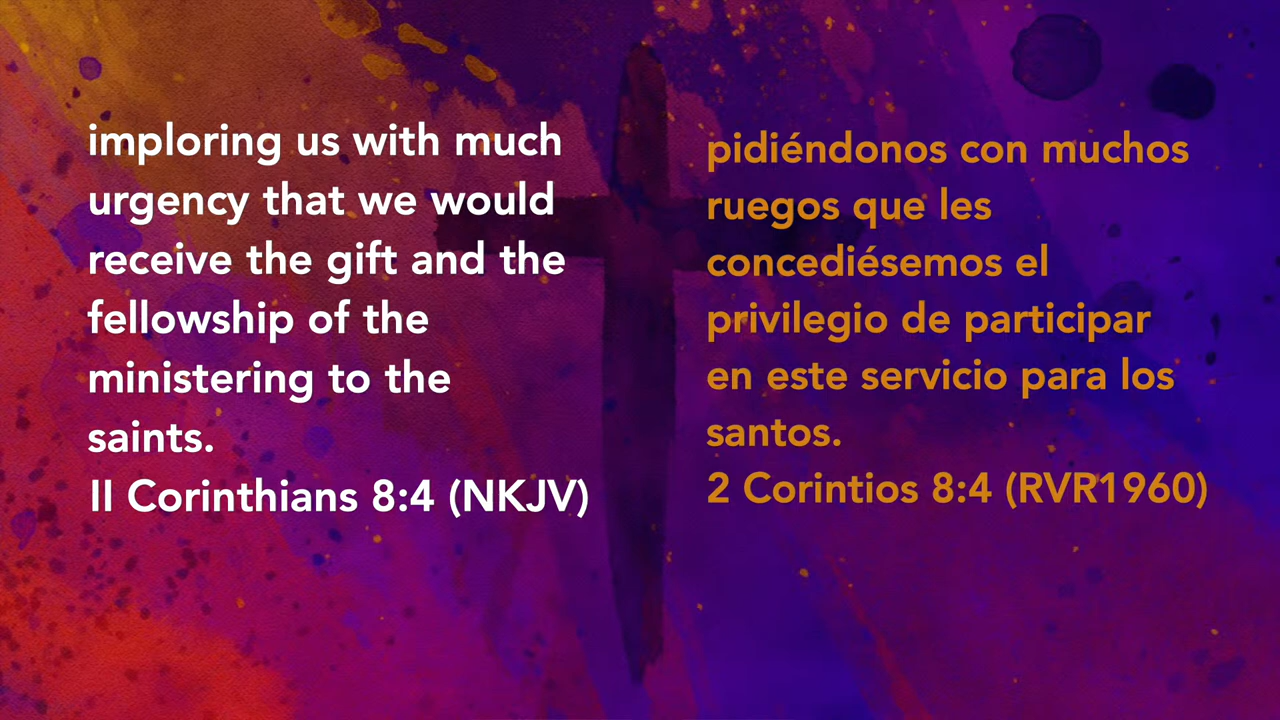 imploring us with much
urgency that we would
receive the gift and the
fellowship of the
ministering to the
saints.
II Corinthians 8:4 (NKJV)
pidiéndonos con muchos
ruegos que les
concediésemos el
privilegio de participar
en este servicio para los
santos.
2 Corintios 8:4 (RVR1960)